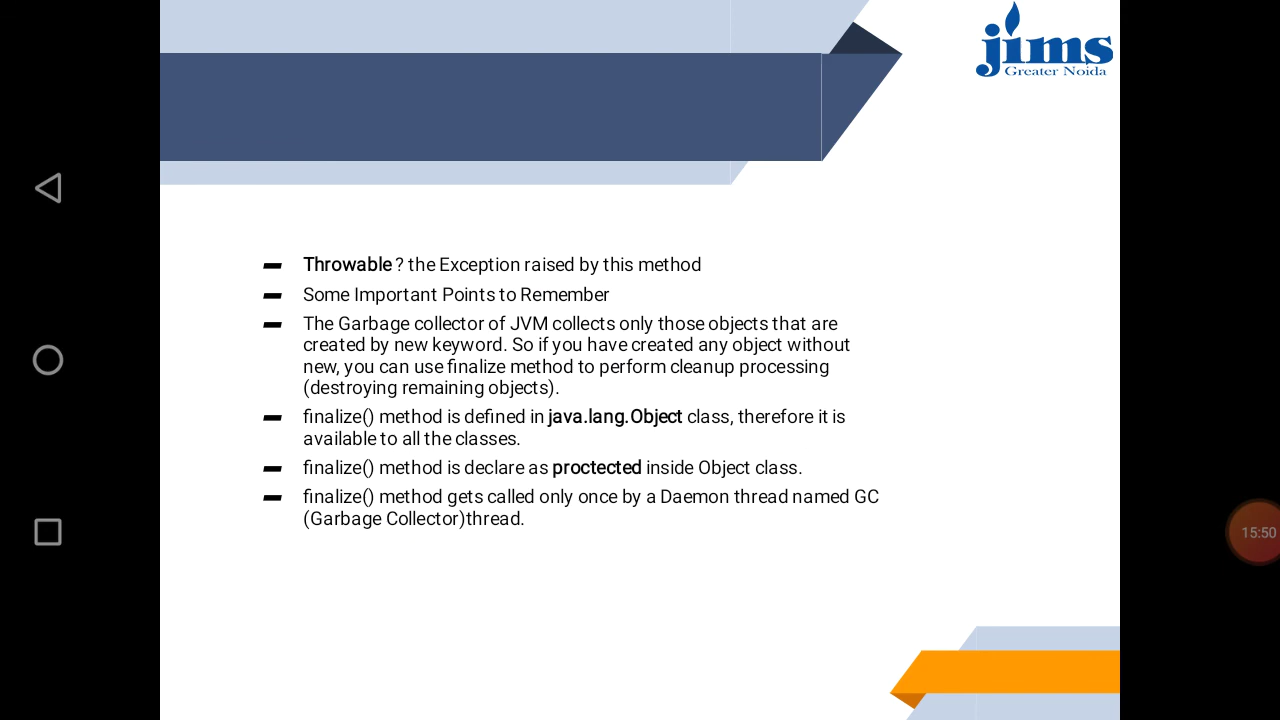 jims
Greater Noida
Throwable ? the Exception raised by this method
Some Important Points to Remember
The Garbage collector of JVM collects only those objects that are
created by new keyword. So if you have created any object without
new, you can use finalize method to perform cleanup processing
(destroying remaining objects).
finalize() method is defined in java.lang.Object class, therefore it is
available to all the classes.
finalize() method is declare as proctected inside Object class.
finalize() method gets called only once by a Daemon thread named GC
(Garbage Collector)thread.
15:50